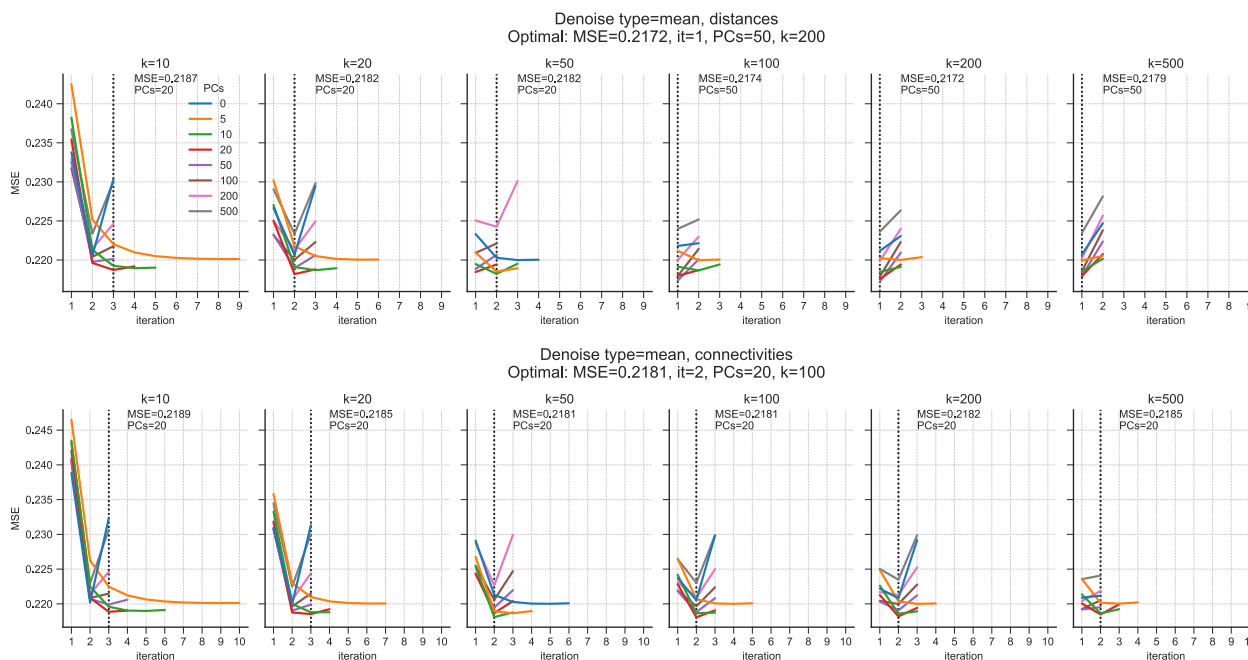 Denoise type=mean, distances
Optimal: MSE=0.2172, it=1, PCs=50, k=200
k=10
k=20
k=50
k=100
k=200
k=500
MSE=0.2187
PCs=20
MSE=0.2182
PCs=20
MSE=0.2182
PCs=20
MSE=0.2174
PCs=50
MSE=0.2172
PCs=50
MSE=0.2179
PCs=50
PCs
0
5
10
20
50
100
200
500
MSE
0.240
0.235
0.230
0.225
0.220
1 2 3 4 5 6 7 8 9
1 2 3 4 5 6 7 8 9
1 2 3 4 5 6 7 8 9
1 2 3 4 5 6 7 8 9
1 2 3 4 5 6 7 8 9
1 2 3 4 5 6 7 8 9
iteration
iteration
iteration
iteration
iteration
iteration
Denoise type=mean, connectivities
Optimal: MSE=0.2181, it=2, PCs=20, k=100
k=10
k=20
k=50
k=100
k=200
k=500
MSE=0.2189
PCs=20
MSE=0.2185
PCs=20
MSE=0.2181
PCs=20
MSE=0.2181
PCs=20
MSE=0.2182
PCs=20
MSE=0.2185
PCs=20
MSE
0.245
0.240
0.235
0.230
0.225
0.220
1 2 3 4 5 6 7 8 9 10
1 2 3 4 5 6 7 8 9 10
1 2 3 4 5 6 7 8 9 10
1 2 3 4 5 6 7 8 9 10
1 2 3 4 5 6 7 8 9 10
1 2 3 4 5 6 7 8 9 10
iteration
iteration
iteration
iteration
iteration
iteration